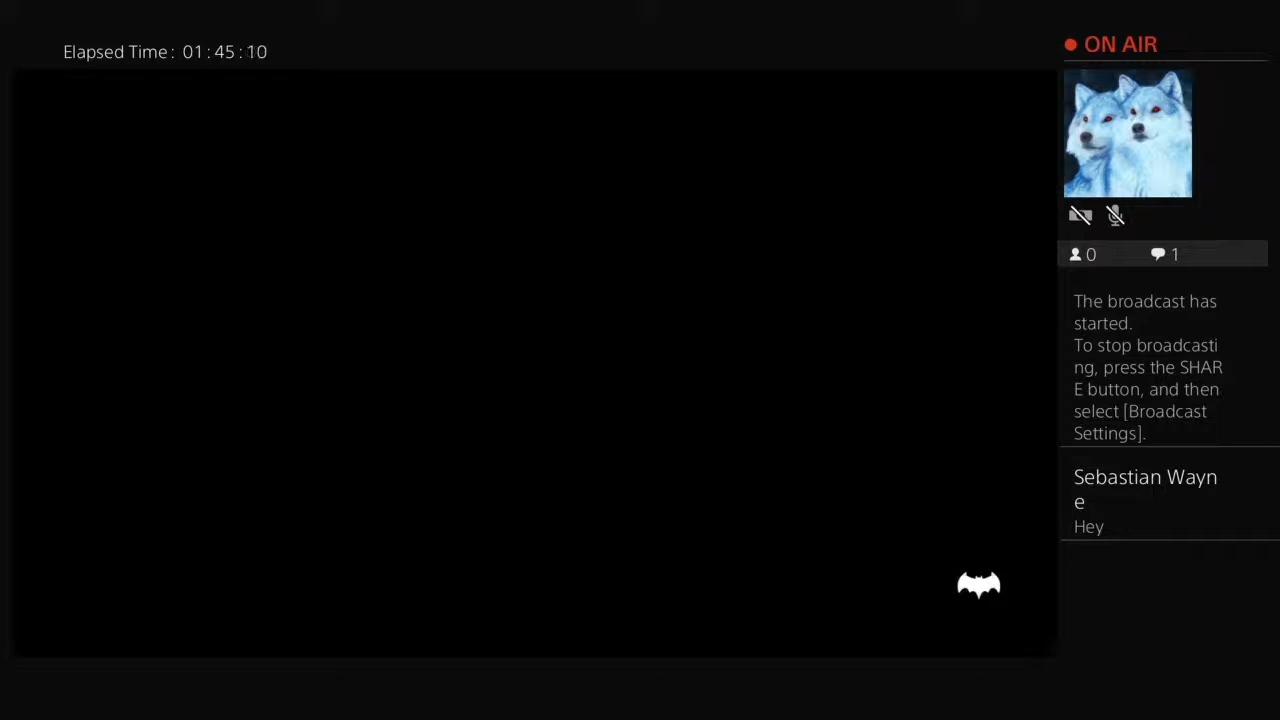 Elapsed Time: 01:45:10
ON AIR
0
1
The broadcast has
started.
To stop broadcasti
ng, press the SHAR
E button, and then
select [Broadcast
Settings].
Sebastian Wayn
e
Hey